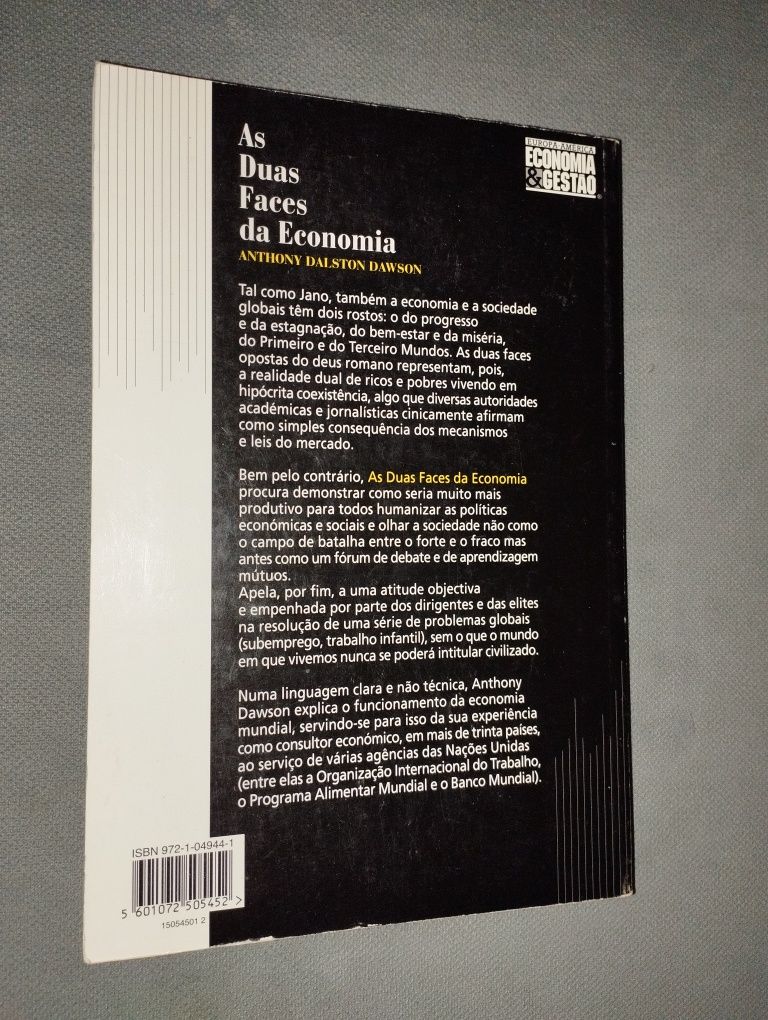 As
Duas
Faces
da Economia
ANTHONY DALSTON DAWSON
EUROPA AMÉRICA
ECONOMIA
&GESTÃO
®
Tal como Jano, também a economia e a sociedade
globais têm dois rostos: o do progresso
e da estagnação, do bem-estar e da miséria,
do Primeiro e do Terceiro Mundos. As duas faces
opostas do deus romano representam, pois,
a realidade dual de ricos e pobres vivendo em
hipócrita coexistência, algo que diversas autoridades
académicas e jornalísticas cinicamente afirmam
como simples consequência dos mecanismos
e leis do mercado.
Bem pelo contrário, As Duas Faces da Economia
procura demonstrar como seria muito mais
produtivo para todos humanizar as políticas
económicas e sociais e olhar a sociedade não como
o campo de batalha entre o forte e o fraco mas
antes como um fórum de debate e de aprendizagem
mútuos.
Apela, por fim, a uma atitude objectiva
e empenhada por parte dos dirigentes e das elites
na resolução de uma série de problemas globais
(subemprego, trabalho infantil), sem o que o mundo
em que vivemos nunca se poderá intitular civilizado.
Numa linguagem clara e não técnica, Anthony
Dawson explica o funcionamento da economia
mundial, servindo-se para isso da sua experiência
como consultor económico, em mais de trinta países,
ao serviço de várias agências das Nações Unidas
(entre elas a Organização Internacional do Trabalho,
o Programa Alimentar Mundial e o Banco Mundial).
ISBN 972-1-04944-1
5 601072 505452 >
15054501 2